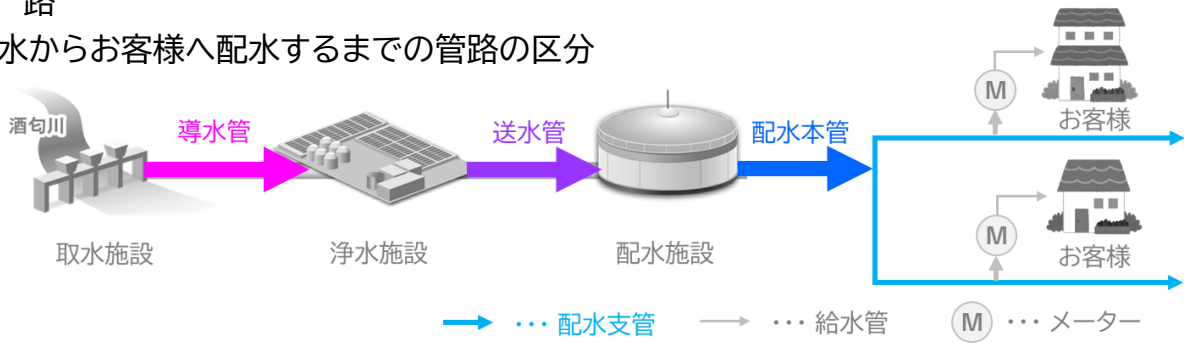 路
水からお客様へ配水するまでの管路の区分
酒匂川
導水管
送水管
配水本管
M
お客様
M
お客様
取水施設
浄水施設
配水施設
・・・配水支管
・・・給水管
M ・・・メーター